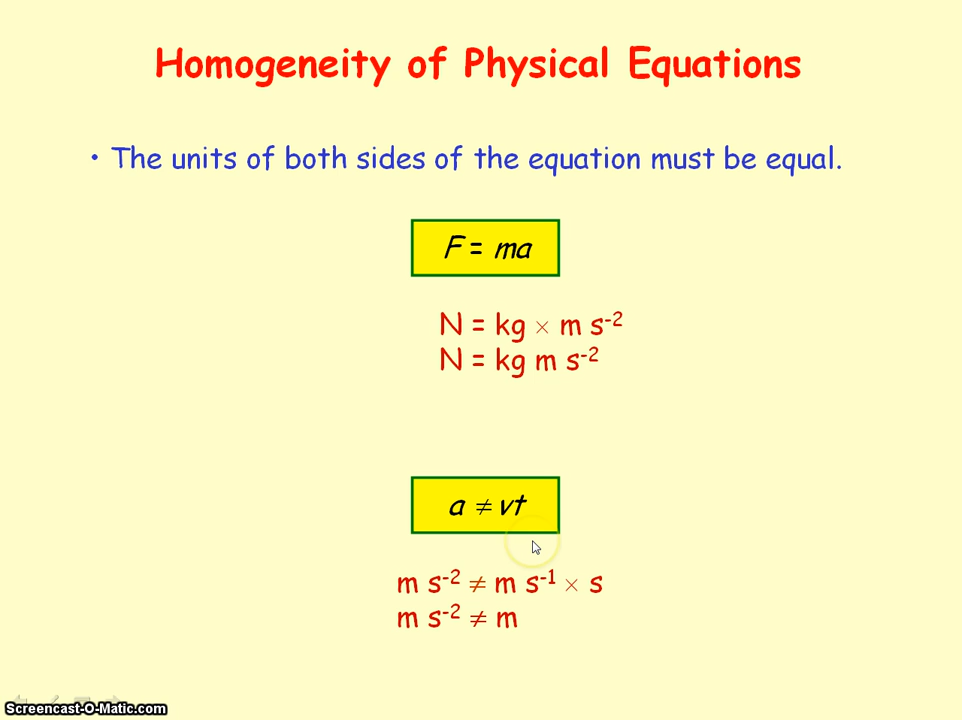 Homogeneity of Physical Equations
• The units of both sides of the equation must be equal.
F = ma
N = kg × m s⁻²
N = kg m s⁻²
a ≠ vt
m s⁻² ≠ m s⁻¹ × s
m s⁻² ≠ m
Screencast-O-Matic.com